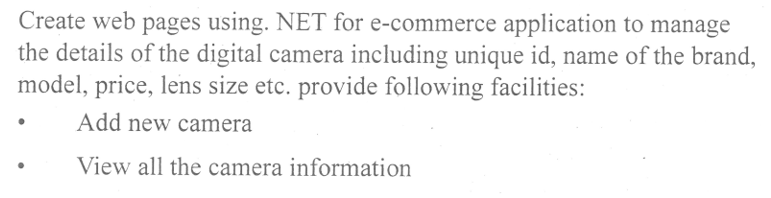 Create web pages using. NET for e-commerce application to manage
the details of the digital camera including unique id, name of the brand,
model, price, lens size etc. provide following facilities:
• Add new camera
• View all the camera information